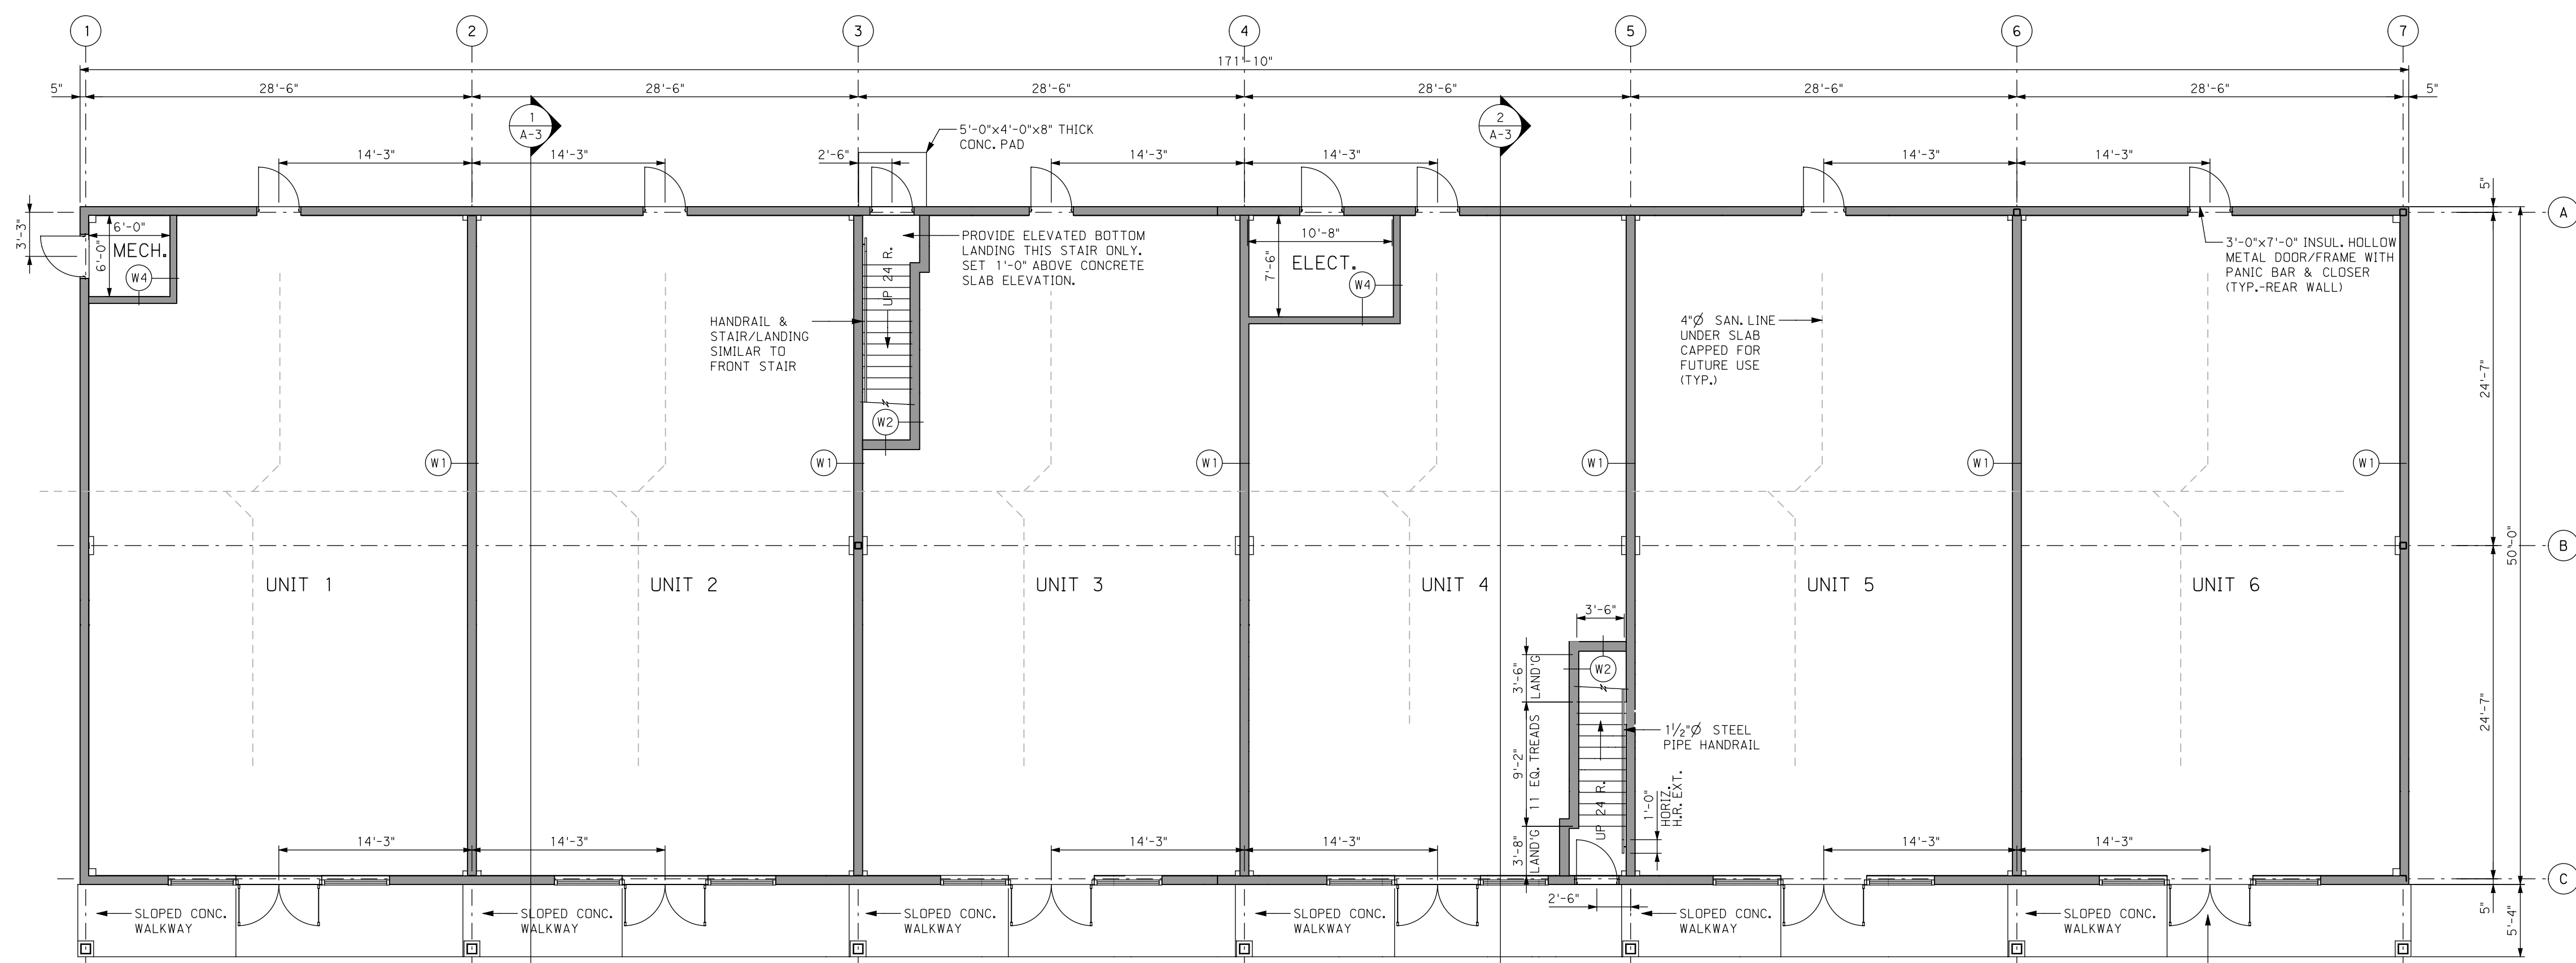 1
2
3
4
5
6
7
171'-10"
5"
28'-6"
28'-6"
28'-6"
28'-6"
28'-6"
28'-6"
5"
1
A-3
2
A-3
5'-0"x4'-0"x8" THICK
CONC. PAD
14'-3"
14'-3"
2'-6"
14'-3"
14'-3"
14'-3"
14'-3"
5"
A
3'-3"
6'-0"
6'-0"
MECH.
W4
UP 24 R.
PROVIDE ELEVATED BOTTOM
LANDING THIS STAIR ONLY.
SET 1'-0" ABOVE CONCRETE
SLAB ELEVATION.
10'-8"
7'-6"
ELECT.
W4
3'-0"x7'-0" INSUL. HOLLOW
METAL DOOR/FRAME WITH
PANIC BAR & CLOSER
(TYP.-REAR WALL)
HANDRAIL &
STAIR/LANDING
SIMILAR TO
FRONT STAIR
4"Ø SAN. LINE
UNDER SLAB
CAPPED FOR
FUTURE USE
(TYP.)
24'-7"
W2
W1
W1
W1
W1
W1
W1
B
50'-0"
UNIT 1
UNIT 2
UNIT 3
UNIT 4
UNIT 5
UNIT 6
3'-6"
W2
3'-6"
LAND'G
9'-2"
11 EQ. TREADS
3'-8"
LAND'G
UP 24 R.
1 1/2"Ø STEEL
PIPE HANDRAIL
1'-0"
HORIZ.
H.R. EXT.
24'-7"
14'-3"
14'-3"
14'-3"
14'-3"
14'-3"
14'-3"
C
2'-6"
5"
5'-4"
SLOPED CONC.
WALKWAY
SLOPED CONC.
WALKWAY
SLOPED CONC.
WALKWAY
SLOPED CONC.
WALKWAY
SLOPED CONC.
WALKWAY
SLOPED CONC.
WALKWAY